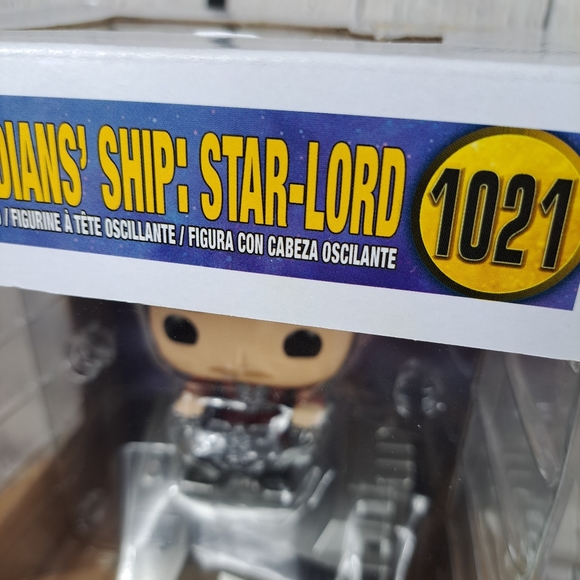 DIANS' SHIP: STAR-LORD
/ FIGURINE À TÊTE OSCILLANTE / FIGURA CON CABEZA OSCILANTE
1021